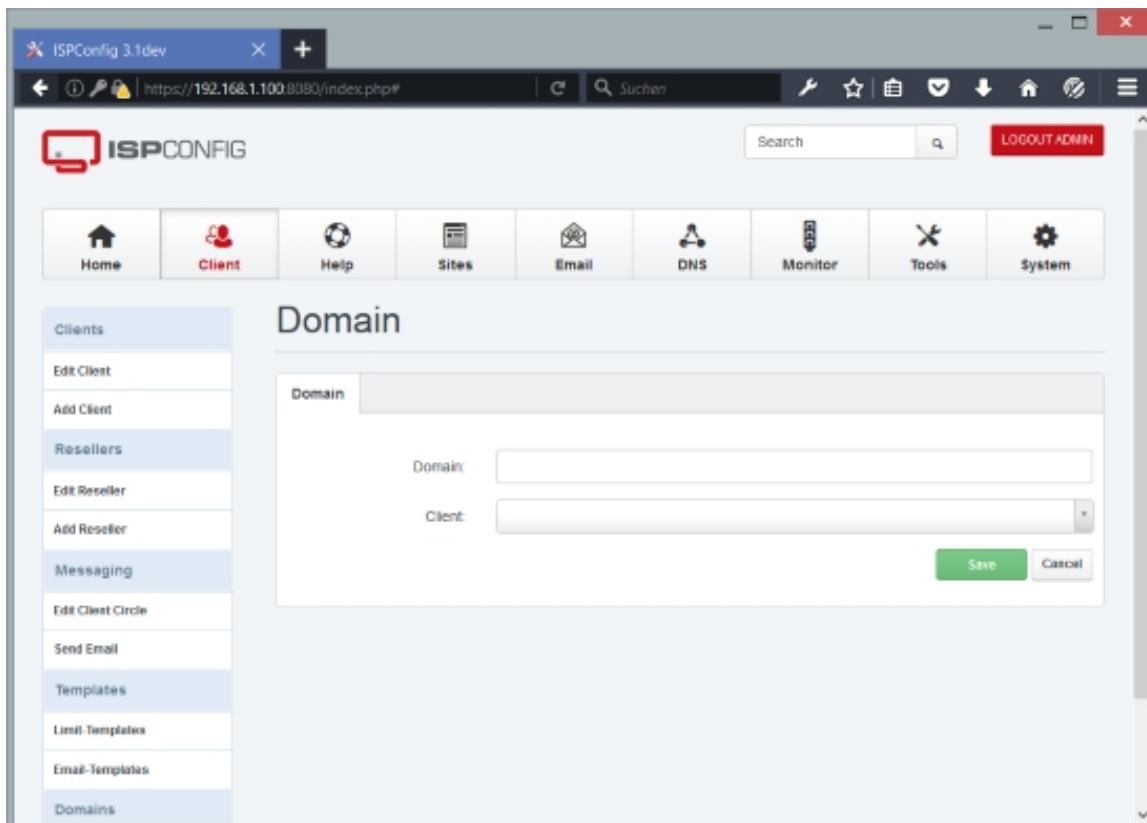 ISPConfig 3.1dev
https://192.168.1.100:8080/index.php#
Suchen
ISPCONFIG
Search
LOGOUT ADMIN
Home Client Help Sites Email DNS Monitor Tools System
Clients
Edit Client
Add Client
Resellers
Edit Reseller
Add Reseller
Messaging
Edit Client Circle
Send Email
Templates
Limit-Templates
Email-Templates
Domains
Domain
Domain
Domain:
Client:
Save Cancel